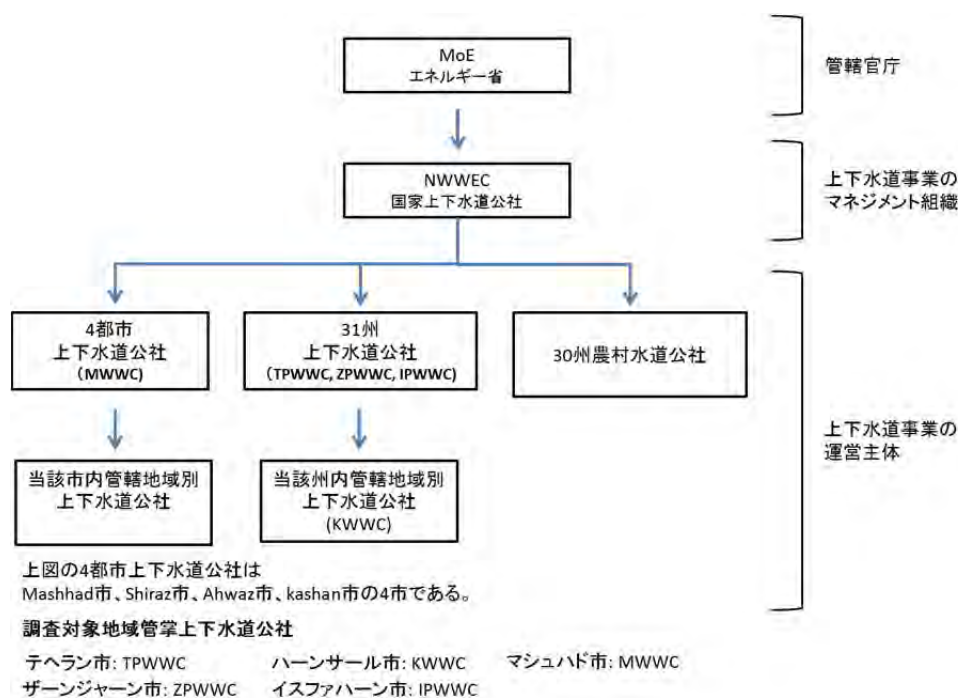 MoE
エネルギー省
管轄官庁
NWWEC
国家上下水道公社
上下水道事業の
マネジメント組織
4都市
上下水道公社
（MWWC）
31州
上下水道公社
（TPWWC, ZPWWC, IPWWC）
30州農村水道公社
上下水道事業の
運営主体
当該市内管轄地域別
上下水道公社
当該州内管轄地域別
上下水道公社
(KWWC)
上図の4都市上下水道公社は
Mashhad市、Shiraz市、Ahwaz市、kashan市の4市である。
調査対象地域管掌上下水道公社
テヘラン市: TPWWC ハーンサール市: KWWC マシュハド市: MWWC
ザーンジャーン市: ZPWWC イスファハーン市: IPWWC